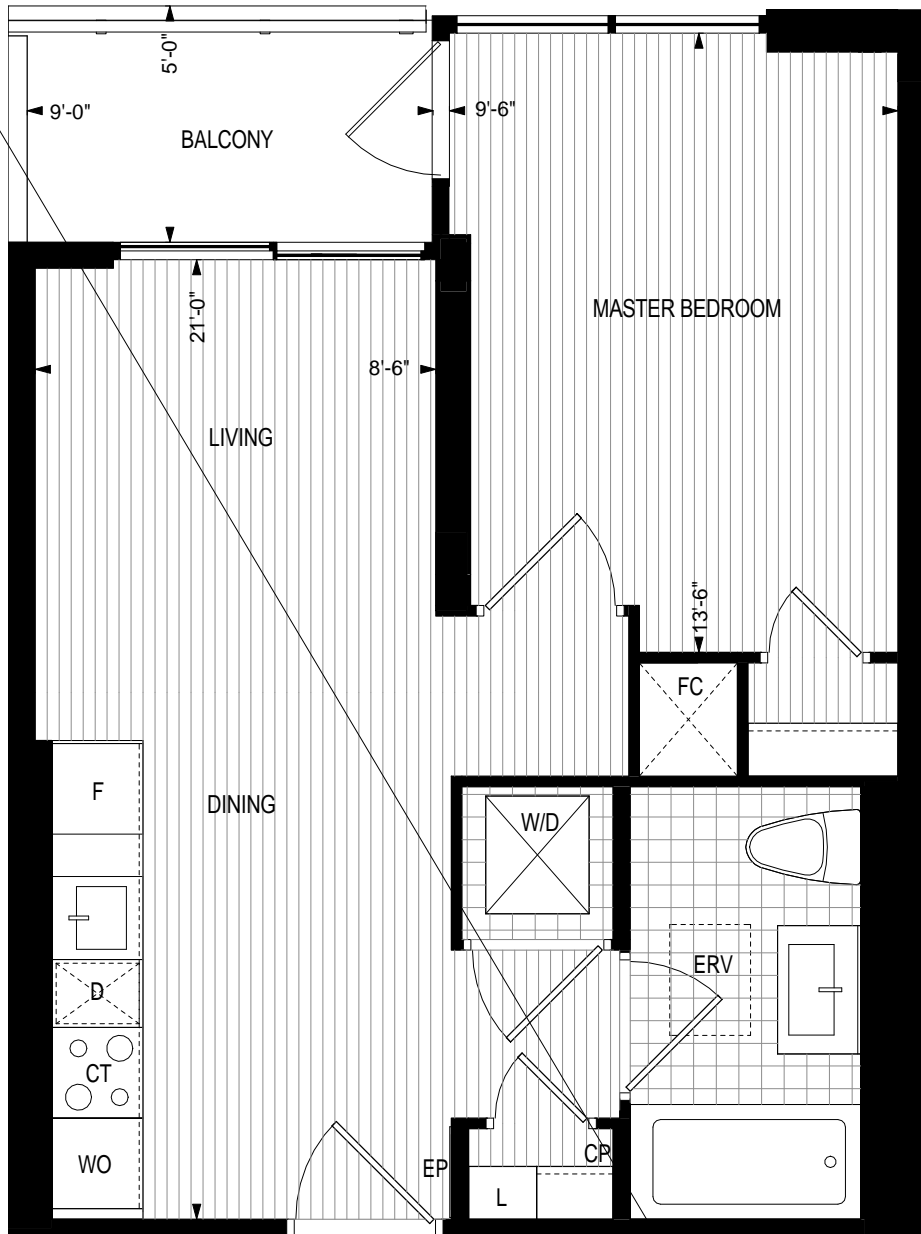 5'-0"
9'-0"
9'-6"
BALCONY
21'-0"
MASTER BEDROOM
8'-6"
LIVING
13'-6"
FC
F
DINING
W/D
D
ERV
CT
WO
EP
CP
L